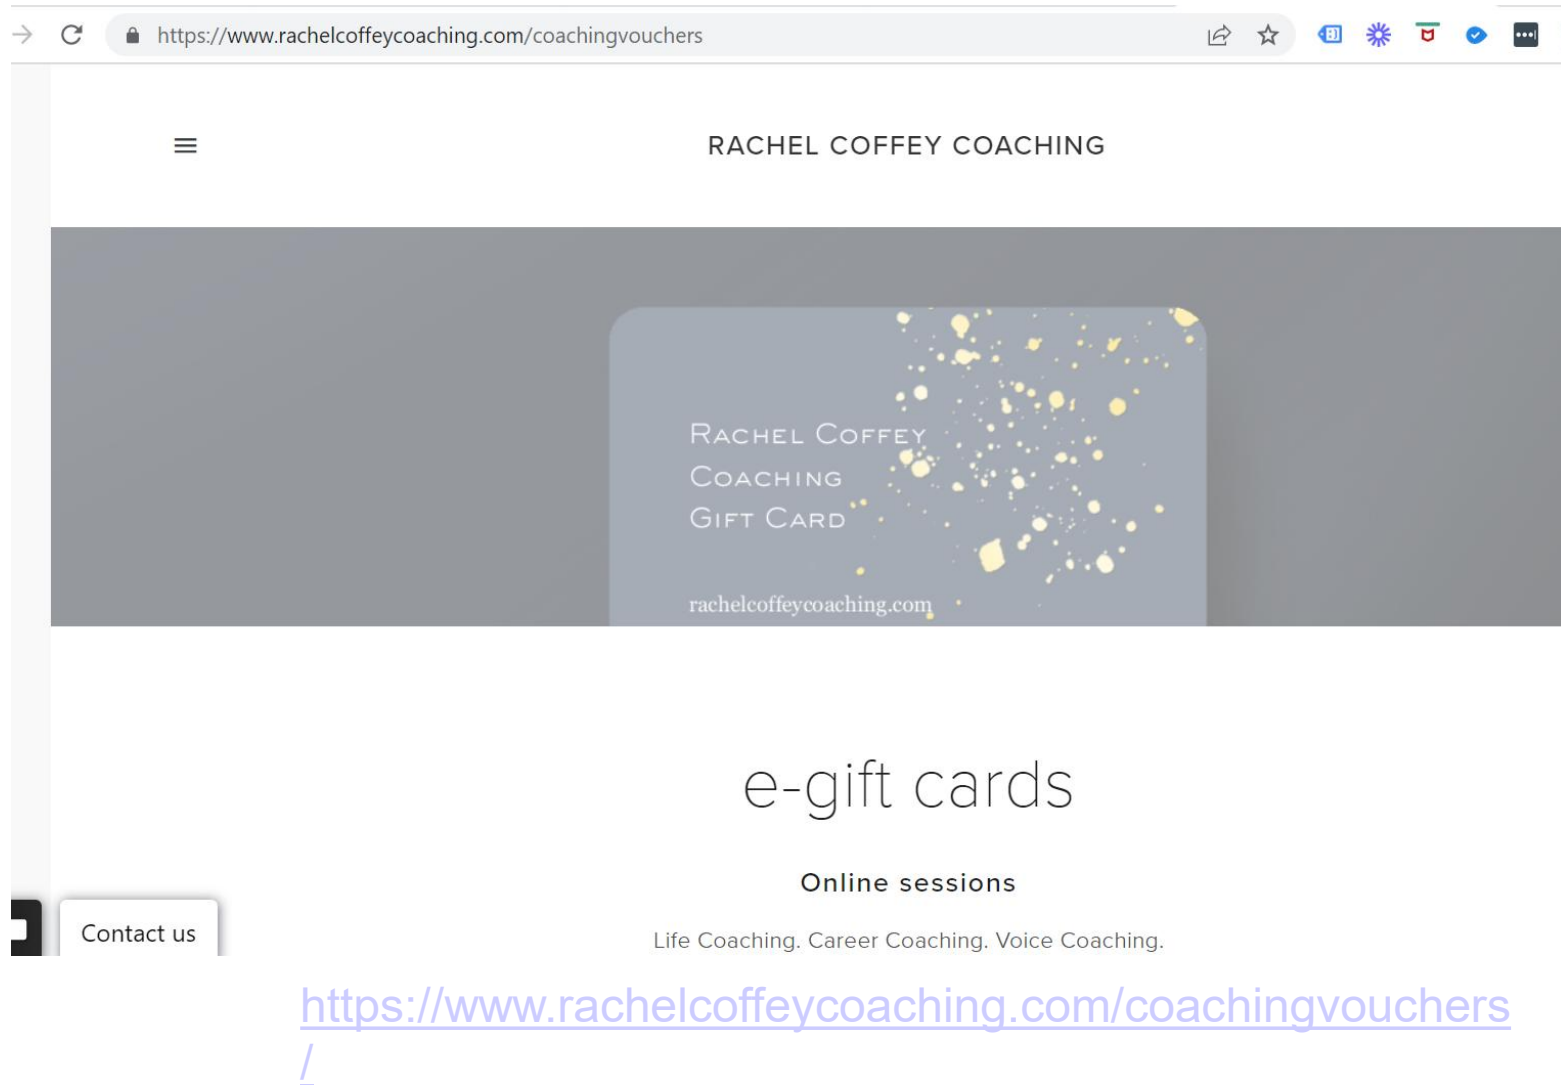 https://www.rachelcoffeycoaching.com/coachingvouchers
RACHEL COFFEY COACHING
RACHEL COFFEY
COACHING
GIFT CARD
rachelcoffeycoaching.com
e-gift cards
Online sessions
Life Coaching. Career Coaching. Voice Coaching.
Contact us
https://www.rachelcoffeycoaching.com/coachingvouchers
/